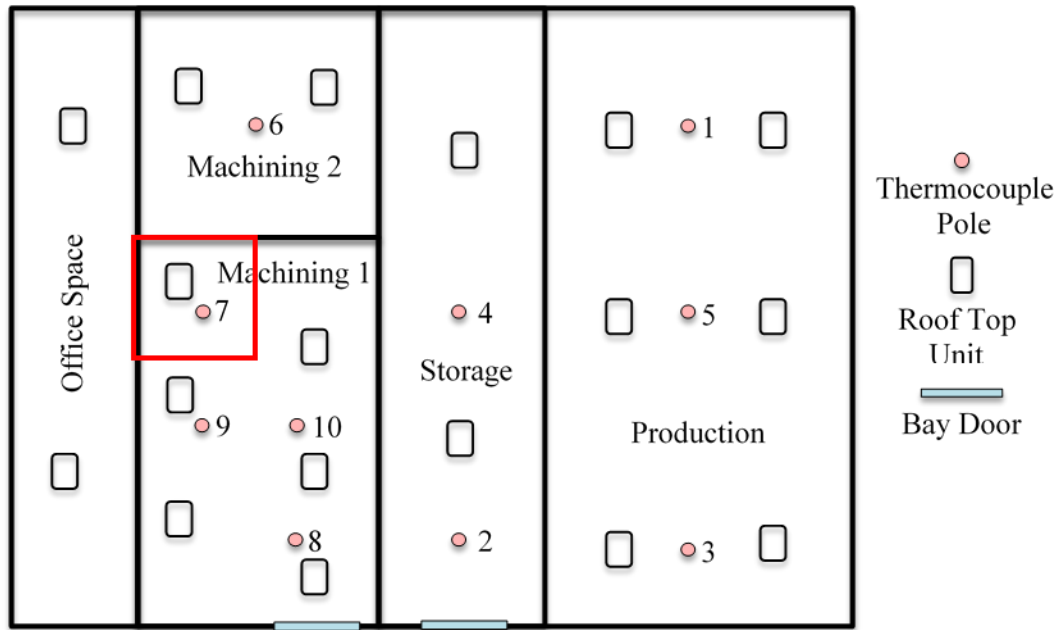 6
Machining 2
1
Thermocouple
Pole
Office Space
Machining 1
7
4
5
Roof Top
Unit
Storage
9
10
Production
Bay Door
8
2
3